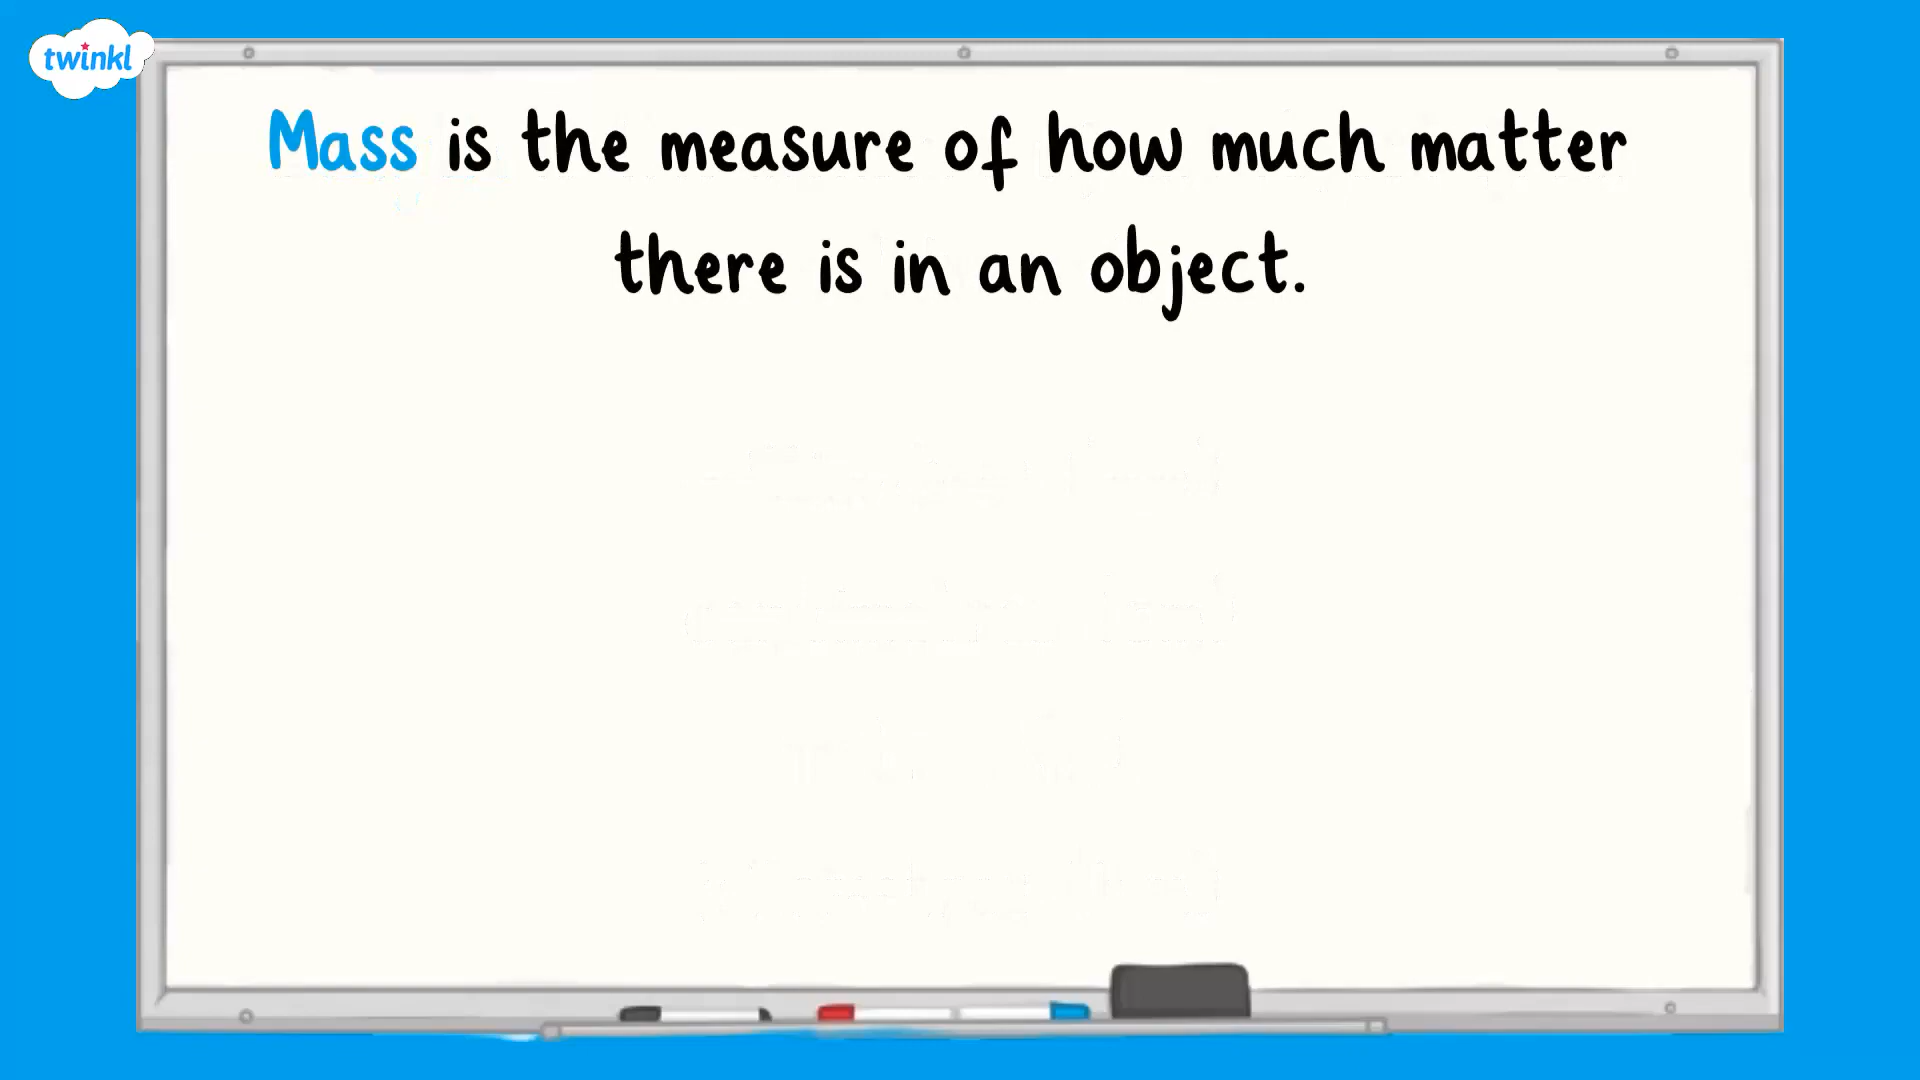 twinkl
Mass is the measure of how much matter
there is in an object.